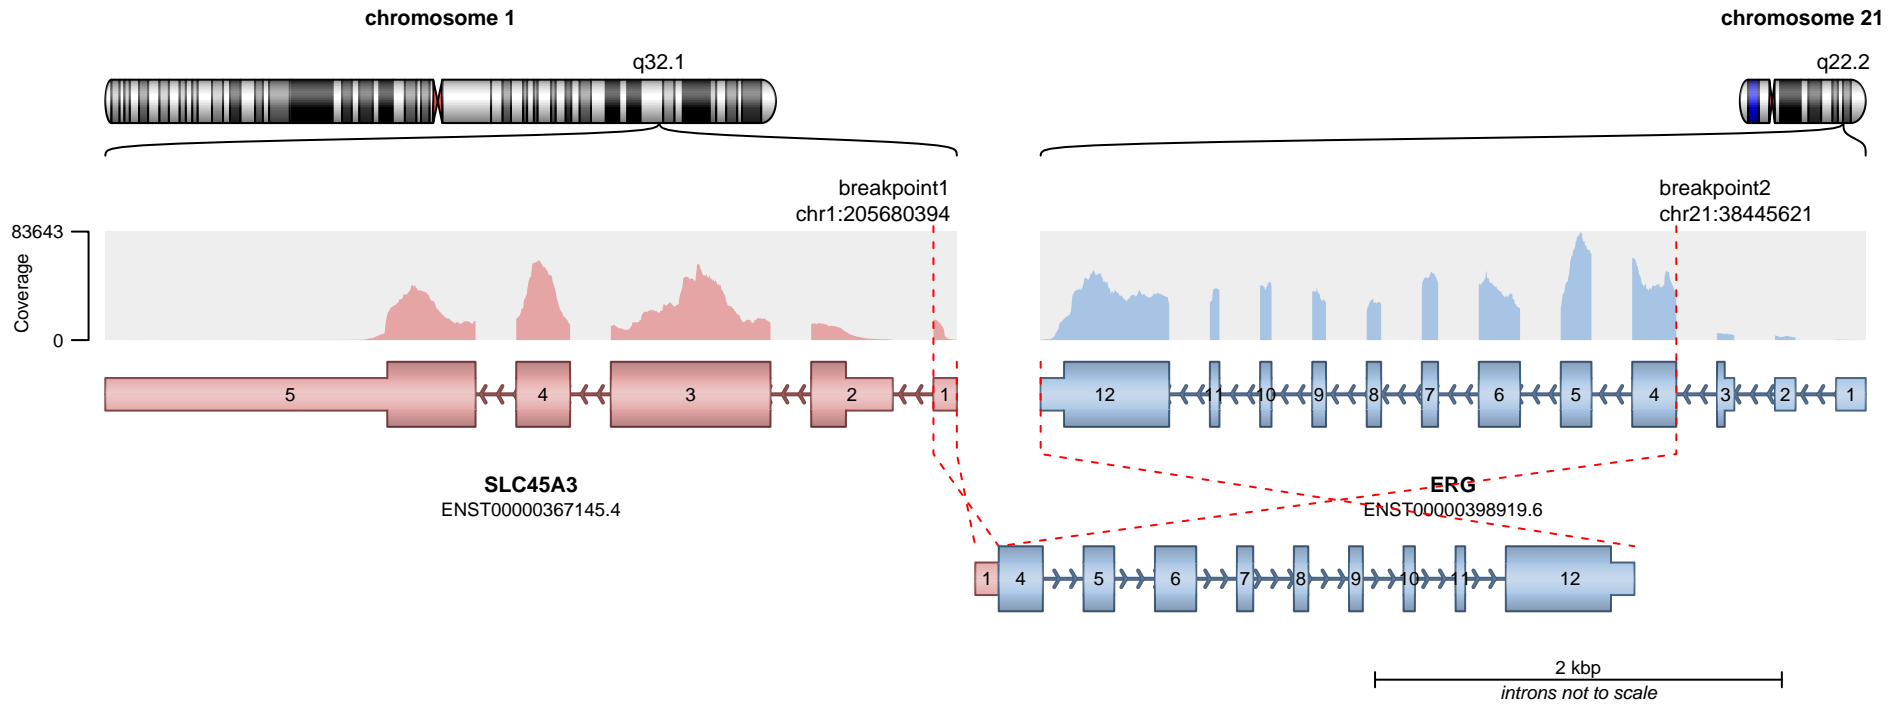 chromosome 1
chromosome 21
q32.1
q22.2
breakpoint1
chr1:205680394
breakpoint2
chr21:38445621
83643
Coverage
0
5 4 3 2 1
12 11 10 9 8 7 6 5 4 3 2 1
SLC45A3
ENST00000367145.4
ERG
ENST00000398919.6
1 4 5 6 7 8 9 10 11 12
2 kbp
introns not to scale